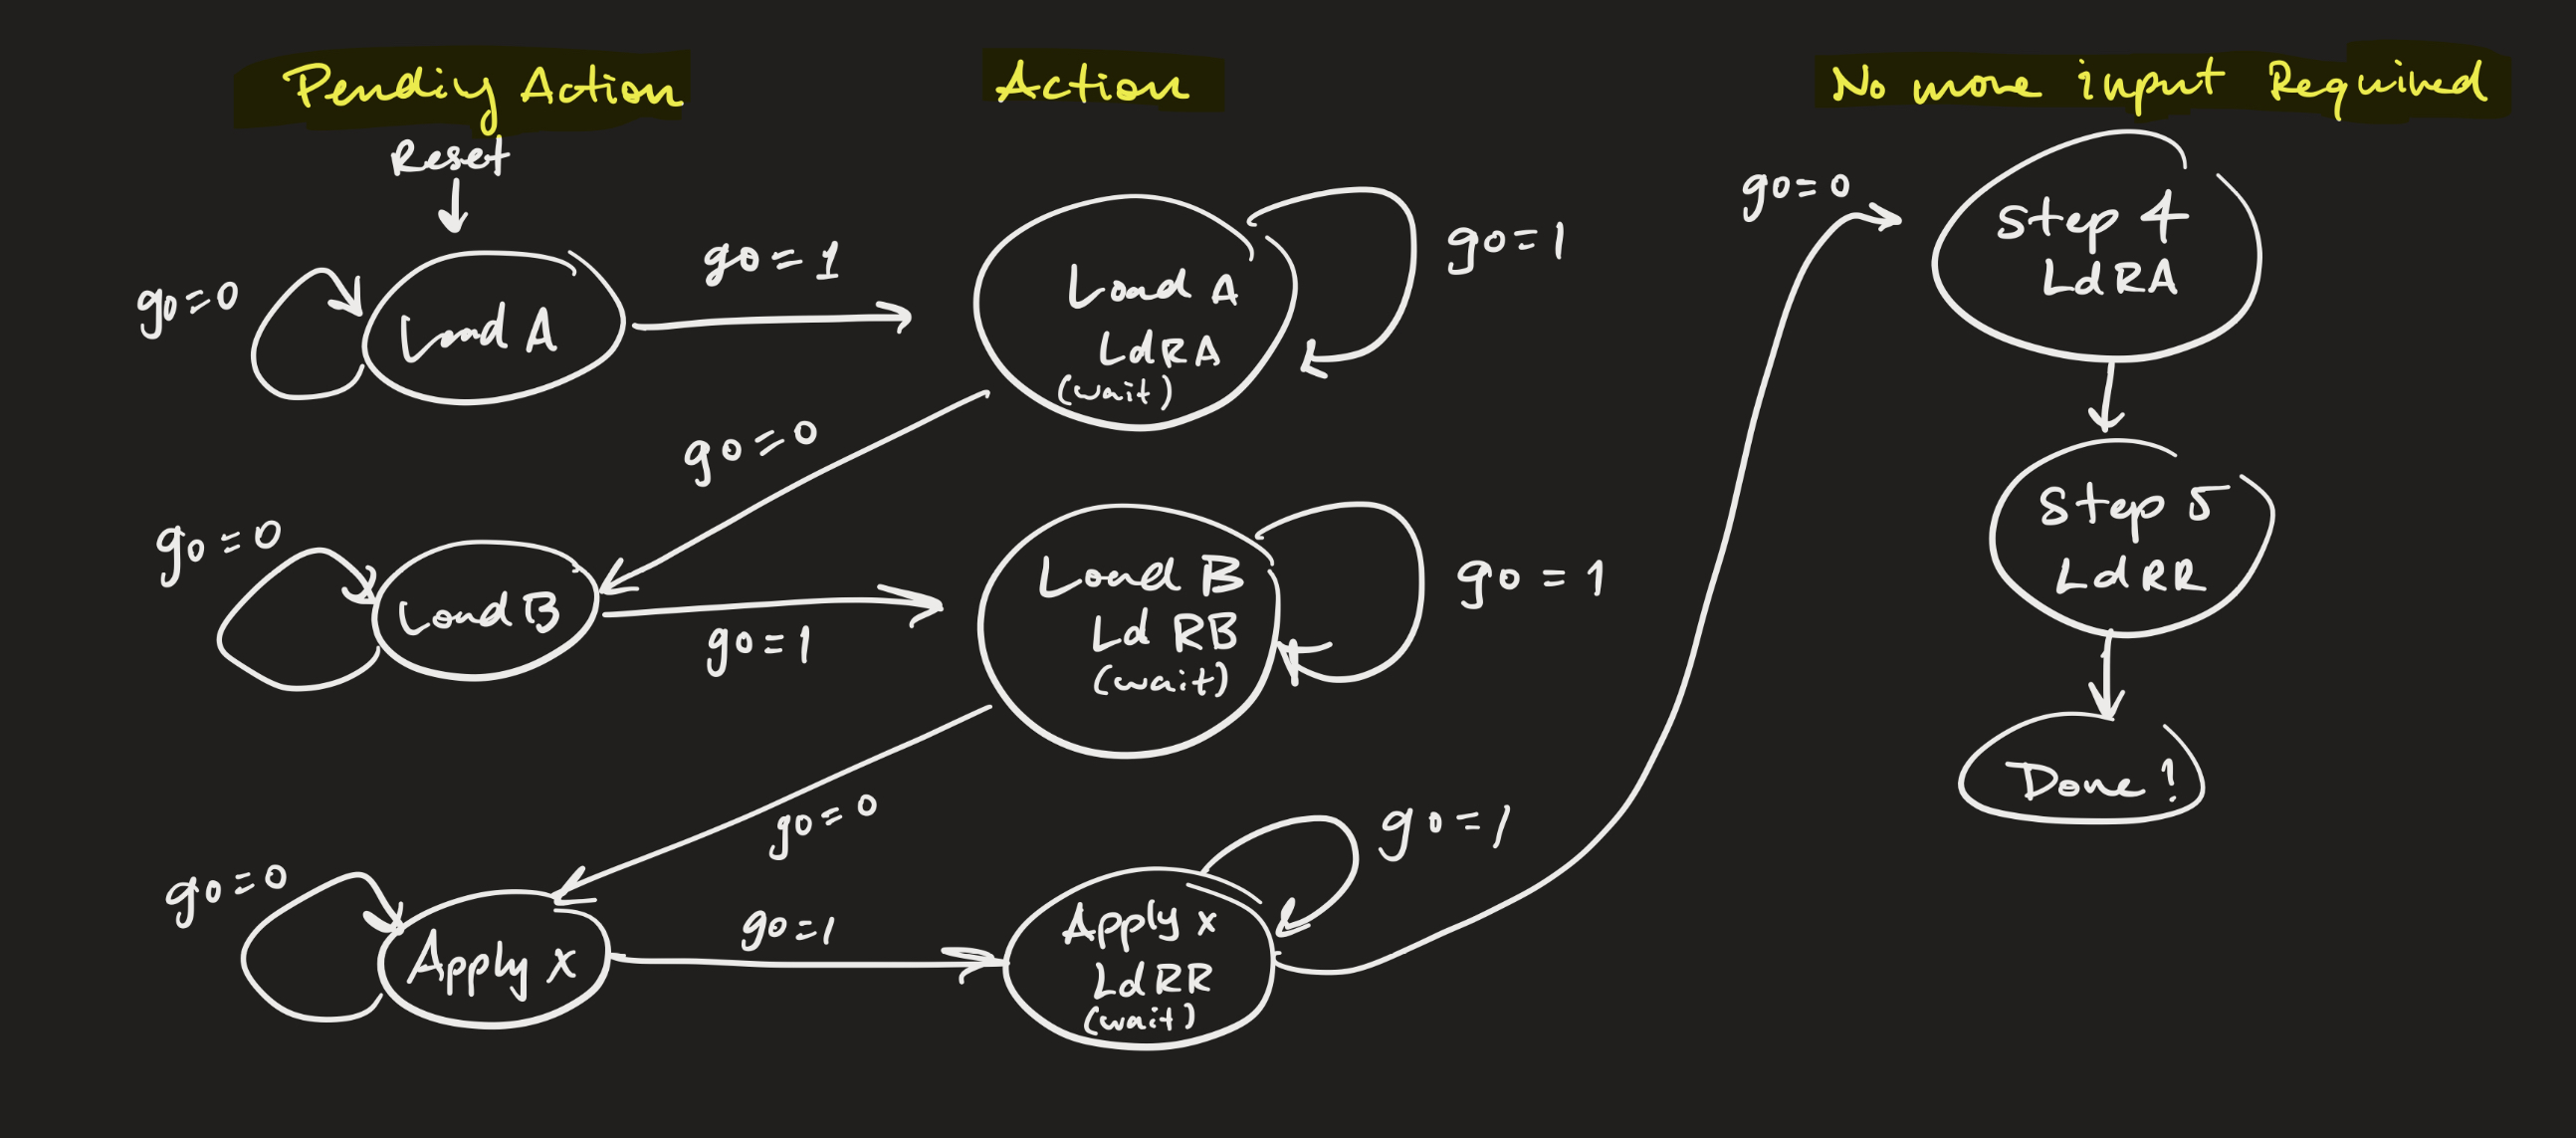 Pendiy Action
Action
No more input Required
Reset
go=0
Load A
go=1
Load A
LdRA
(wait)
go=1
go=0
go=0
Load B
go=1
Load B
Ld RB
(wait)
go=1
go=0
go=0
Apply x
go=1
Apply x
LdRR
(wait)
go=1
go=0
Step 4
LdRA
Step 5
LdRR
Done!